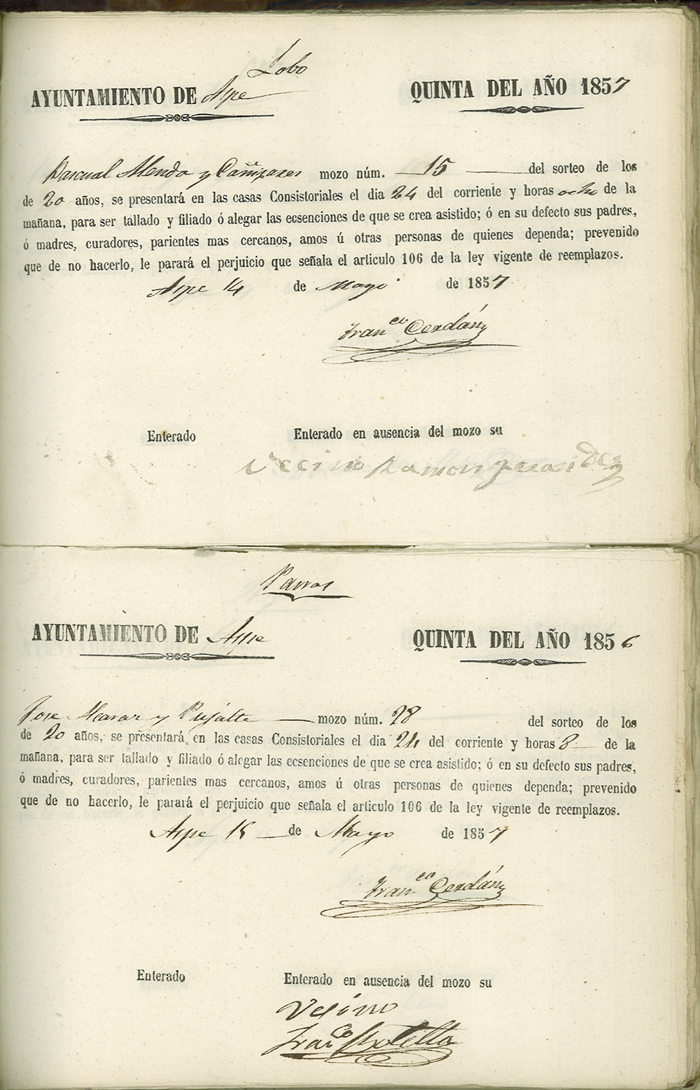 Lobo
AYUNTAMIENTO DE Aspe QUINTA DEL AÑO 1857
Pascual y Cañizares mozo núm. 15 del sorteo de los
de 20 años, se presentará en las casas Consistoriales el dia 24 del corriente y horas ocho de la
mañana, para ser tallado y filiado ó alegar las ecsenciones de que se crea asistido; ó en su defecto sus padres,
ó madres, curadores, parientes mas cercanos, amos ú otras personas de quienes dependa; prevenido
que de no hacerlo, le parará el perjuicio que señala el articulo 106 de la ley vigente de reemplazos.
Aspe 14 de Mayo de 1857
Fran.co Cerdán
Enterado Enterado en ausencia del mozo su
Vecino Ramon
AYUNTAMIENTO DE Aspe QUINTA DEL AÑO 1856
Jose y Pujalte mozo núm. 28 del sorteo de los
de 20 años, se presentará en las casas Consistoriales el dia 24 del corriente y horas 8 de la
mañana, para ser tallado y filiado ó alegar las ecsenciones de que se crea asistido; ó en su defecto sus padres,
ó madres, curadores, parientes mas cercanos, amos ú otras personas de quienes dependa; prevenido
que de no hacerlo, le parará el perjuicio que señala el articulo 106 de la ley vigente de reemplazos.
Aspe de Mayo de 1857
Fran.co Cerdán
Enterado Enterado en ausencia del mozo su
Vesino
Fran.co